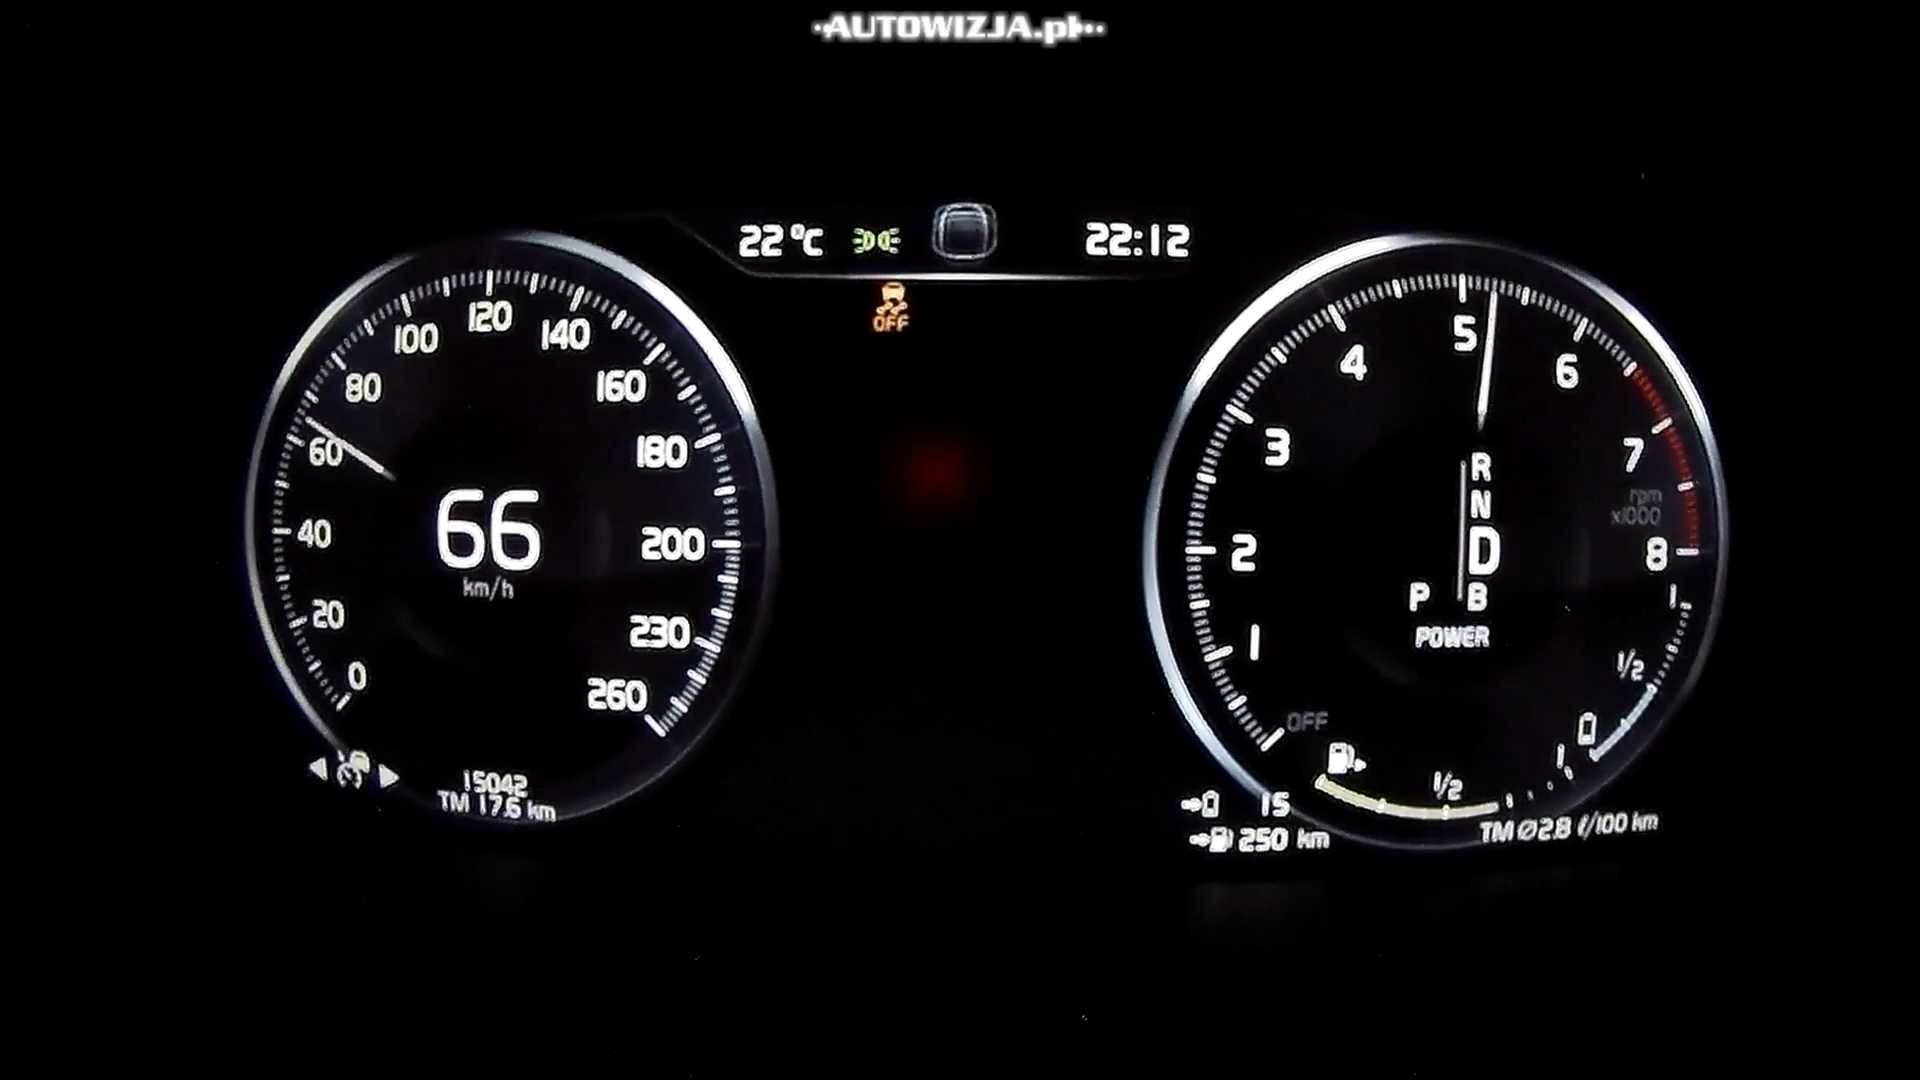 AUTOWIZJA.pl
22 °C
22:12
OFF
0
20
40
60
80
100
120
140
160
180
200
230
260
66
km/h
15042
TM 17.6 km
OFF
1
2
3
4
5
6
7
8
rpm
x1000
R
N
D
P B
POWER
1/2
1
1/2
1
15
250 km
TM Ø2.8 ℓ/100 km